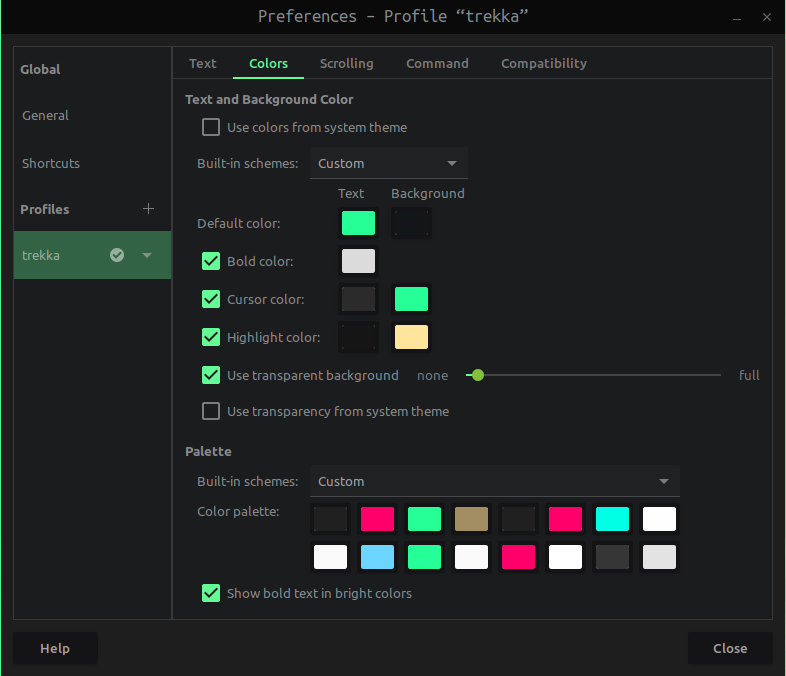 Preferences – Profile “trekka”
Global
General
Shortcuts
Profiles
trekka
Text Colors Scrolling Command Compatibility
Text and Background Color
Use colors from system theme
Built-in schemes: Custom
Text Background
Default color:
Bold color:
Cursor color:
Highlight color:
Use transparent background none full
Use transparency from system theme
Palette
Built-in schemes: Custom
Color palette:
Show bold text in bright colors
Help Close